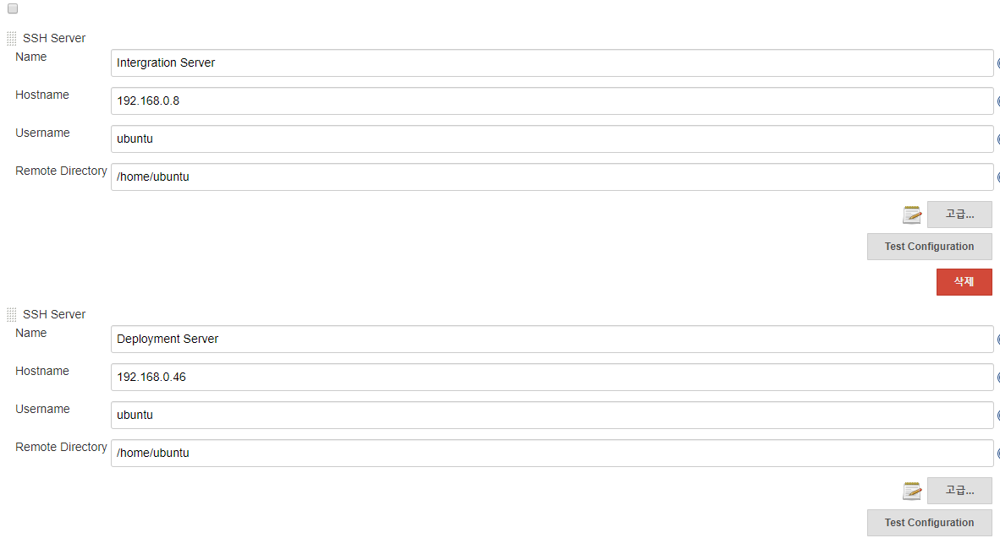 SSH Server
Name
Intergration Server
Hostname
192.168.0.8
Username
ubuntu
Remote Directory
/home/ubuntu
고급...
Test Configuration
삭제
SSH Server
Name
Deployment Server
Hostname
192.168.0.46
Username
ubuntu
Remote Directory
/home/ubuntu
고급...
Test Configuration